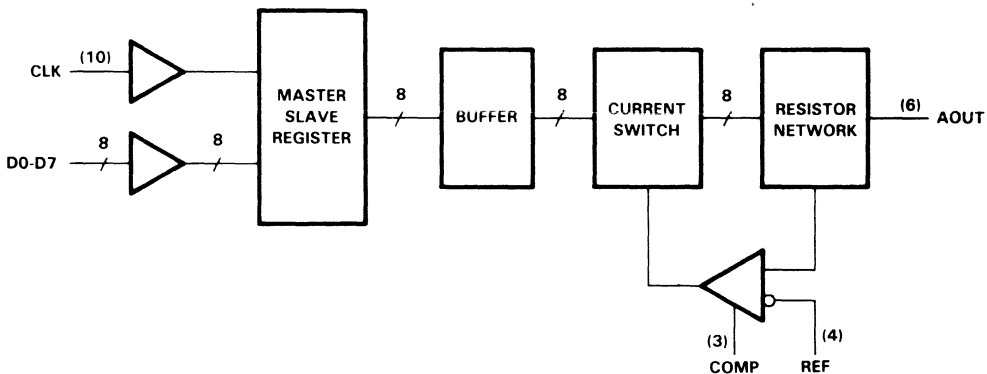 CLK
(10)
MASTER
SLAVE
REGISTER
8
BUFFER
8
CURRENT
SWITCH
8
RESISTOR
NETWORK
(6)
AOUT
D0-D7
8
8
(3)
COMP
(4)
REF